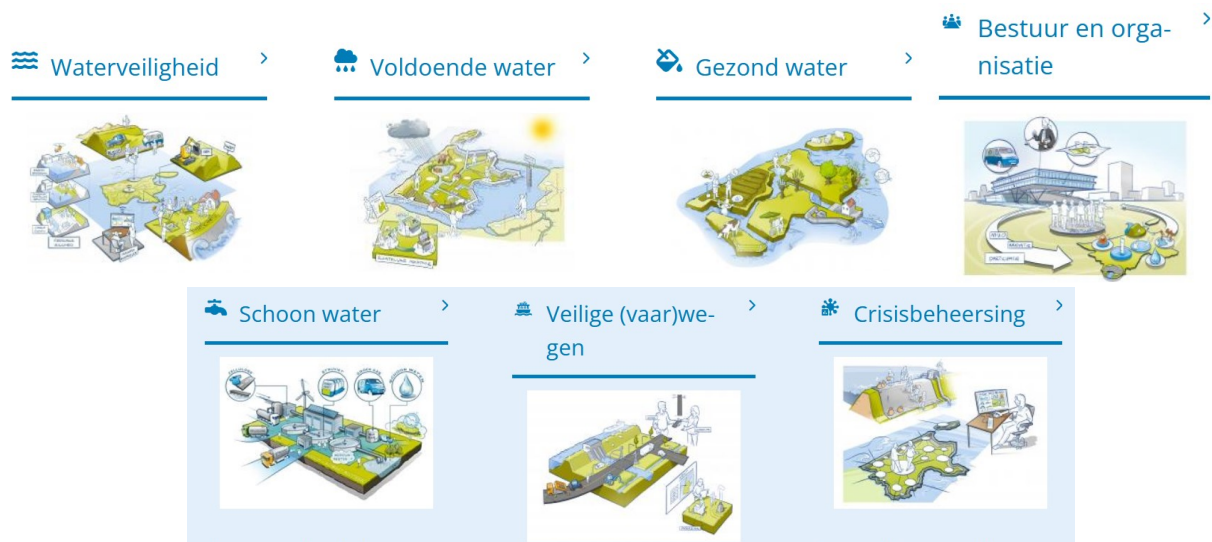 Waterveiligheid
Voldoende water
Gezond water
Bestuur en orga-
nisatie
Schoon water
Veilige (vaar)we-
gen
Crisisbeheersing